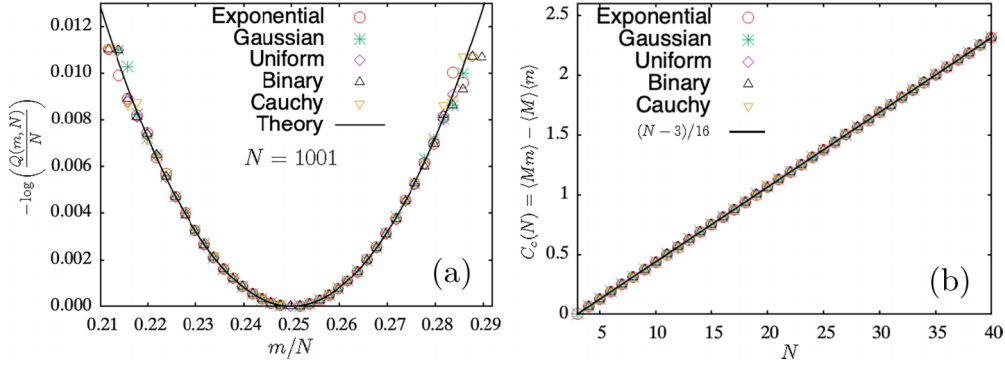 0.012
0.010
0.008
0.006
0.004
0.002
0.000
−log(Q(m,N)/N)
Exponential
Gaussian
Uniform
Binary
Cauchy
Theory
N = 1001
(a)
0.21 0.22 0.23 0.24 0.25 0.26 0.27 0.28 0.29
m/N
2.5
2.0
1.5
1
0.5
0
C_c(N) = ⟨Mm⟩ − ⟨M⟩⟨m⟩
Exponential
Gaussian
Uniform
Binary
Cauchy
(N − 3)/16
(b)
5 10 15 20 25 30 35 40
N